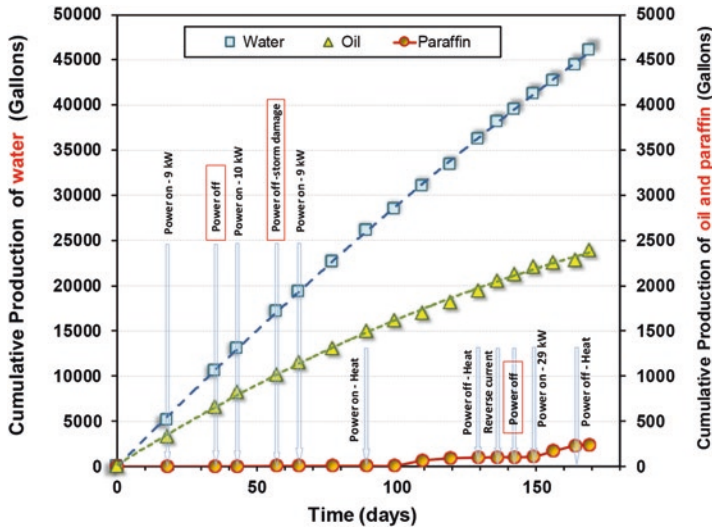 Water Oil Paraffin
Cumulative Production of water (Gallons)
50000
45000
40000
35000
30000
25000
20000
15000
10000
5000
0
Power on - 9 kW
Power off
Power on - 10 kW
Power off -storm damage
Power on - 9 kW
Power on - Heat
Power off - Heat
Reverse current
Power off
Power on - 29 kW
Power off - Heat
5000
4500
4000
3500
3000
2500
2000
1500
1000
500
0
Cumulative Production of oil and paraffin (Gallons)
0 50 100 150
Time (days)